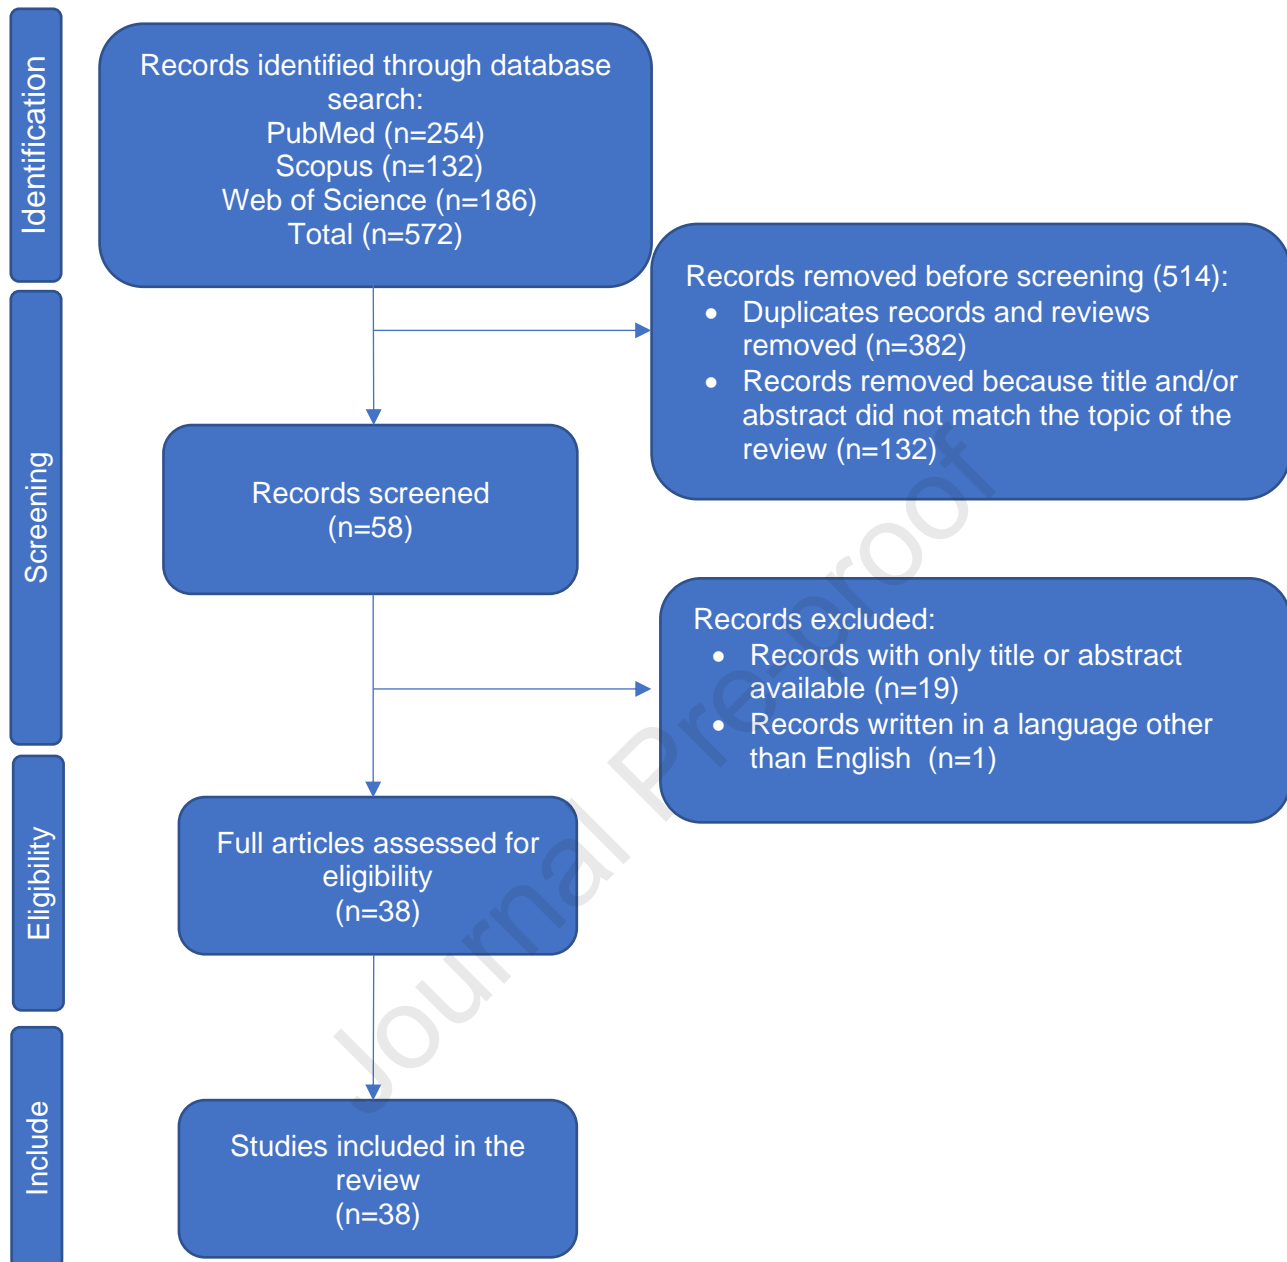 Identification
Records identified through database
search:
PubMed (n=254)
Scopus (n=132)
Web of Science (n=186)
Total (n=572)
Records removed before screening (514):
• Duplicates records and reviews
removed (n=382)
• Records removed because title and/or
abstract did not match the topic of the
review (n=132)
Screening
Records screened
(n=58)
Records excluded:
• Records with only title or abstract
available (n=19)
• Records written in a language other
than English  (n=1)
Eligibility
Full articles assessed for
eligibility
(n=38)
Include
Studies included in the
review
(n=38)
Journal Pre-proof